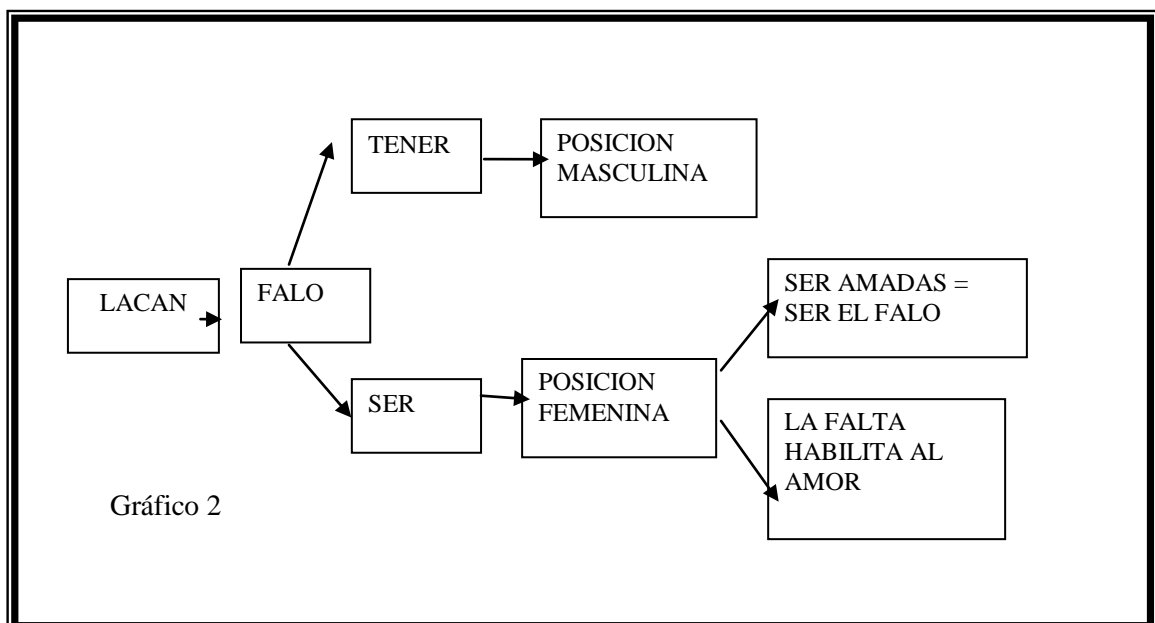 TENER
POSICION
MASCULINA
LACAN
FALO
SER AMADAS =
SER EL FALO
SER
POSICION
FEMENINA
LA FALTA
HABILITA AL
AMOR
Gráfico 2